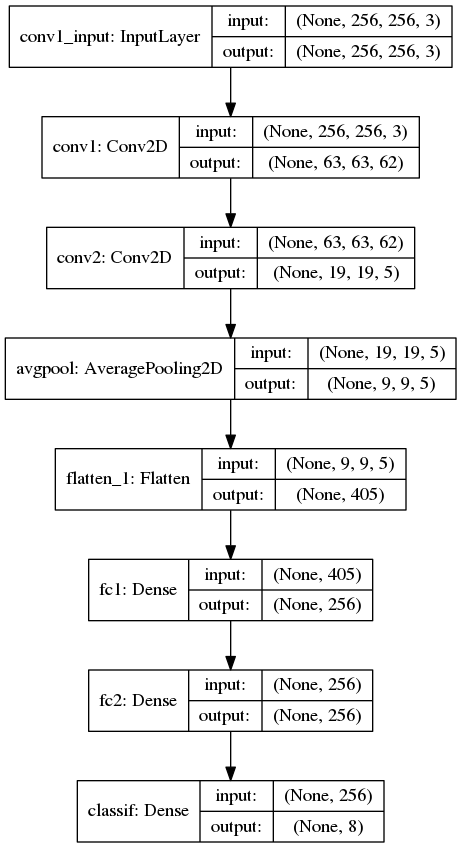 conv1_input: InputLayer
input: (None, 256, 256, 3)
output: (None, 256, 256, 3)
conv1: Conv2D
input: (None, 256, 256, 3)
output: (None, 63, 63, 62)
conv2: Conv2D
input: (None, 63, 63, 62)
output: (None, 19, 19, 5)
avgpool: AveragePooling2D
input: (None, 19, 19, 5)
output: (None, 9, 9, 5)
flatten_1: Flatten
input: (None, 9, 9, 5)
output: (None, 405)
fc1: Dense
input: (None, 405)
output: (None, 256)
fc2: Dense
input: (None, 256)
output: (None, 256)
classif: Dense
input: (None, 256)
output: (None, 8)